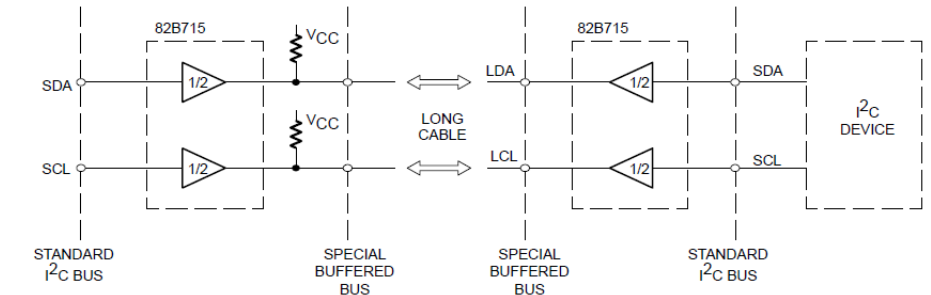 82B715
82B715
VCC
VCC
SDA
1/2
LDA
1/2
SDA
SCL
1/2
LCL
1/2
SCL
LONG
CABLE
I2C
DEVICE
STANDARD
I2C BUS
SPECIAL
BUFFERED
BUS
SPECIAL
BUFFERED
BUS
STANDARD
I2C BUS